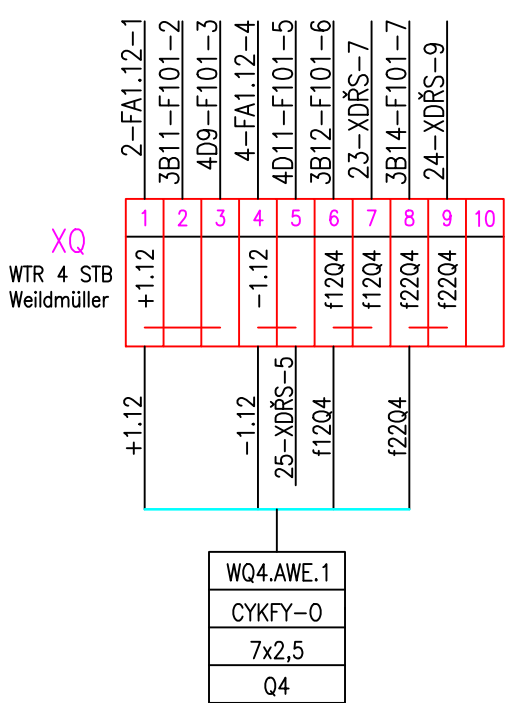 2-FA1.12-1
3B11-F101-2
4D9-F101-3
4-FA1.12-4
4D11-F101-5
3B12-F101-6
23-XDŘS-7
3B14-F101-7
24-XDŘS-9
XQ
WTR 4 STB
Weildmüller
1 2 3 4 5 6 7 8 9 10
+1.12
-1.12
f12Q4
f12Q4
f22Q4
f22Q4
+1.12
-1.12
25-XDŘS-5
f12Q4
f22Q4
WQ4.AWE.1
CYKFY-O
7x2,5
Q4